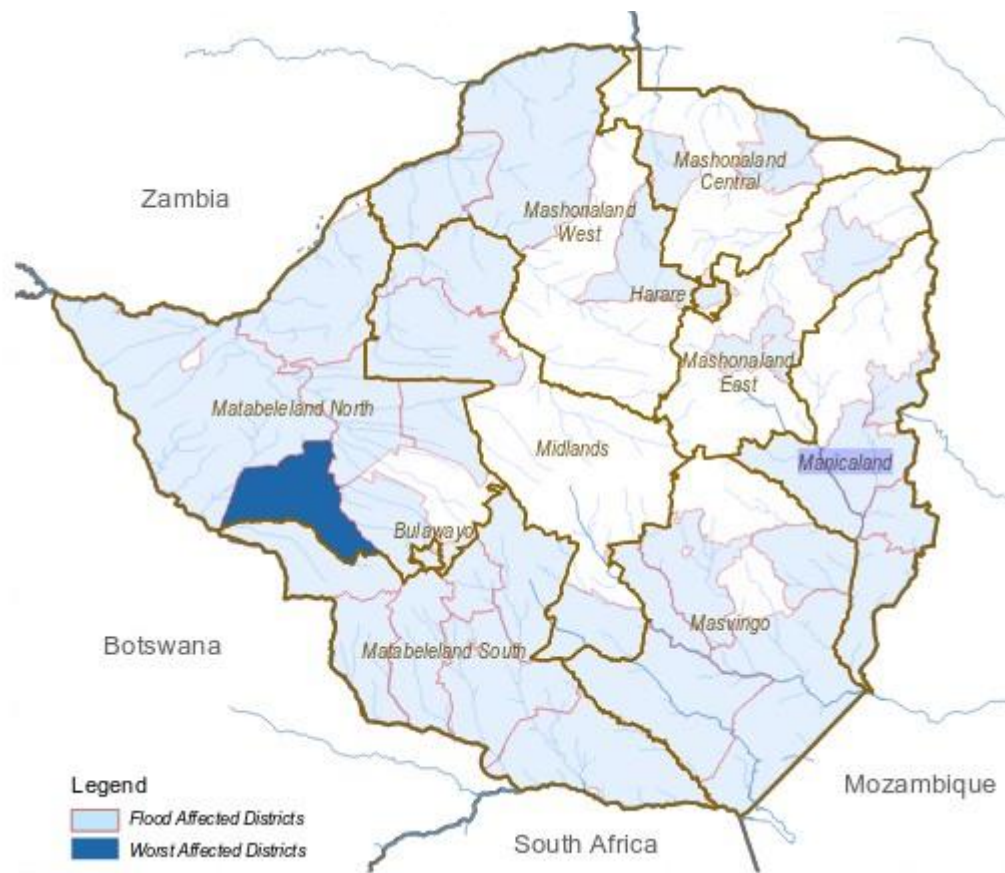 Zambia
Mashonaland
Central
Mashonaland
West
Harare
Mashonaland
East
Matabeleland North
Midlands
Manicaland
Bulawayo
Masvingo
Botswana
Matabeleland South
Mozambique
South Africa
Legend
Flood Affected Districts
Worst Affected Districts